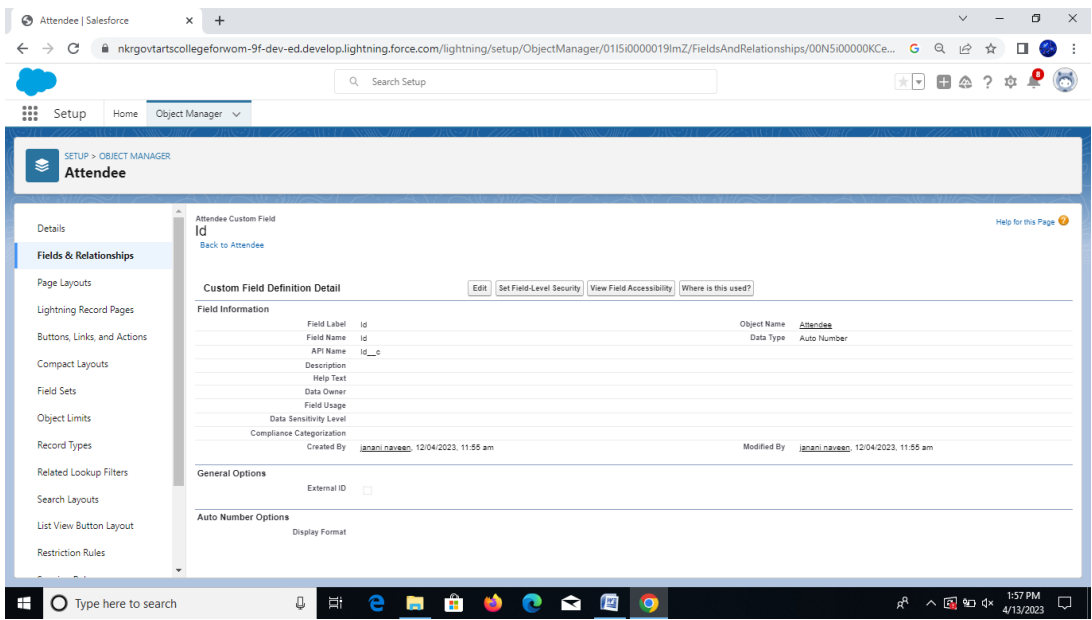 Attendee | Salesforce
nkrgovtartscollegeforwom-9f-dev-ed.develop.lightning.force.com/lightning/setup/ObjectManager/01I5i0000019lmZ/FieldsAndRelationships/00N5i00000KCe...
Search Setup
8
Setup Home Object Manager
SETUP > OBJECT MANAGER
Attendee
Details
Fields & Relationships
Page Layouts
Lightning Record Pages
Buttons, Links, and Actions
Compact Layouts
Field Sets
Object Limits
Record Types
Related Lookup Filters
Search Layouts
List View Button Layout
Restriction Rules
Attendee Custom Field
Id
Back to Attendee
Help for this Page
Custom Field Definition Detail Edit Set Field-Level Security View Field Accessibility Where is this used?
Field Information
Field Label Id Object Name Attendee
Field Name Id Data Type Auto Number
API Name Id__c
Description
Help Text
Data Owner
Field Usage
Data Sensitivity Level
Compliance Categorization
Created By janani naveen, 12/04/2023, 11:55 am Modified By janani naveen, 12/04/2023, 11:55 am
General Options
External ID
Auto Number Options
Display Format
Type here to search
1:57 PM
4/13/2023